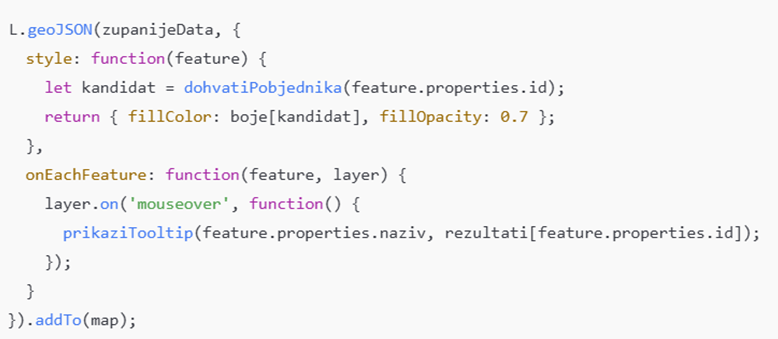 L.geoJSON(zupanijeData, {
  style: function(feature) {
    let kandidat = dohvatiPobjednika(feature.properties.id);
    return { fillColor: boje[kandidat], fillOpacity: 0.7 };
  },
  onEachFeature: function(feature, layer) {
    layer.on('mouseover', function() {
      prikaziTooltip(feature.properties.naziv, rezultati[feature.properties.id]);
    });
  }
}).addTo(map);